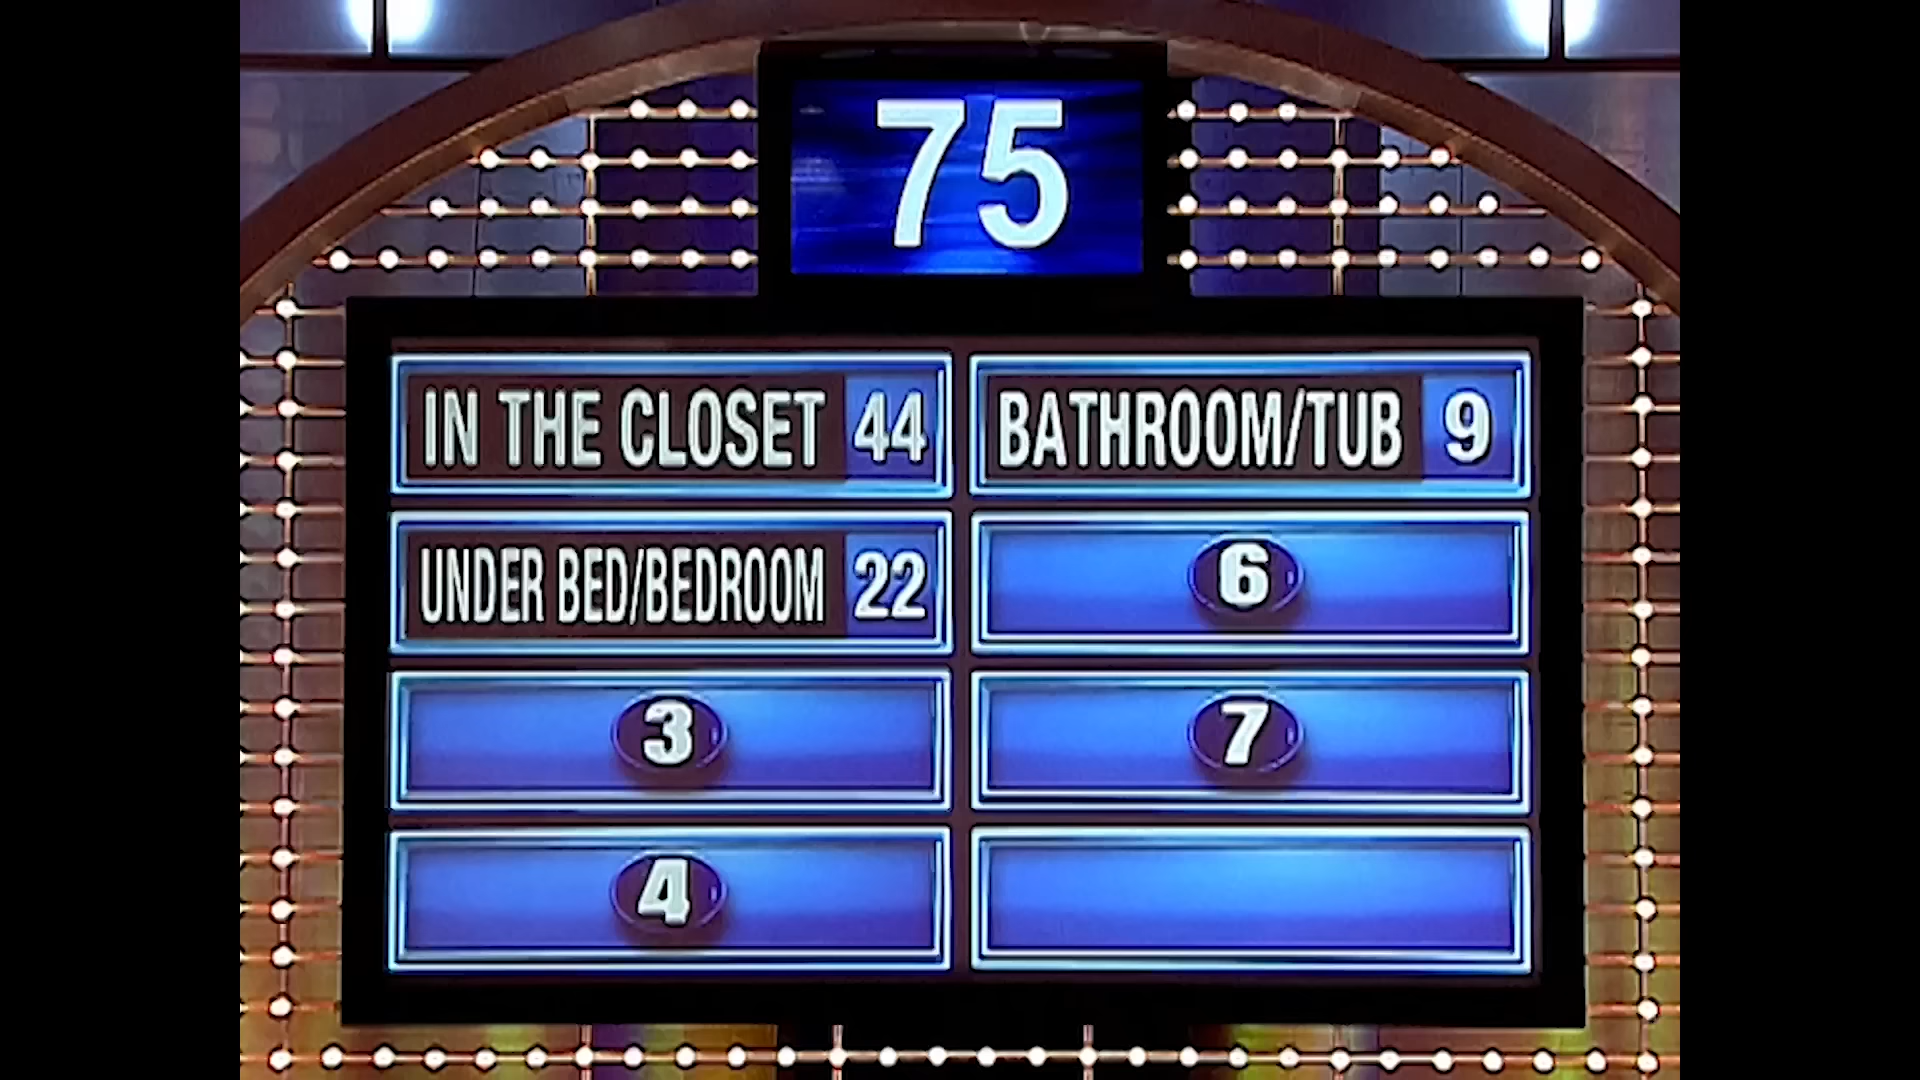 75
IN THE CLOSET 44
BATHROOM/TUB 9
UNDER BED/BEDROOM 22
6
3
7
4